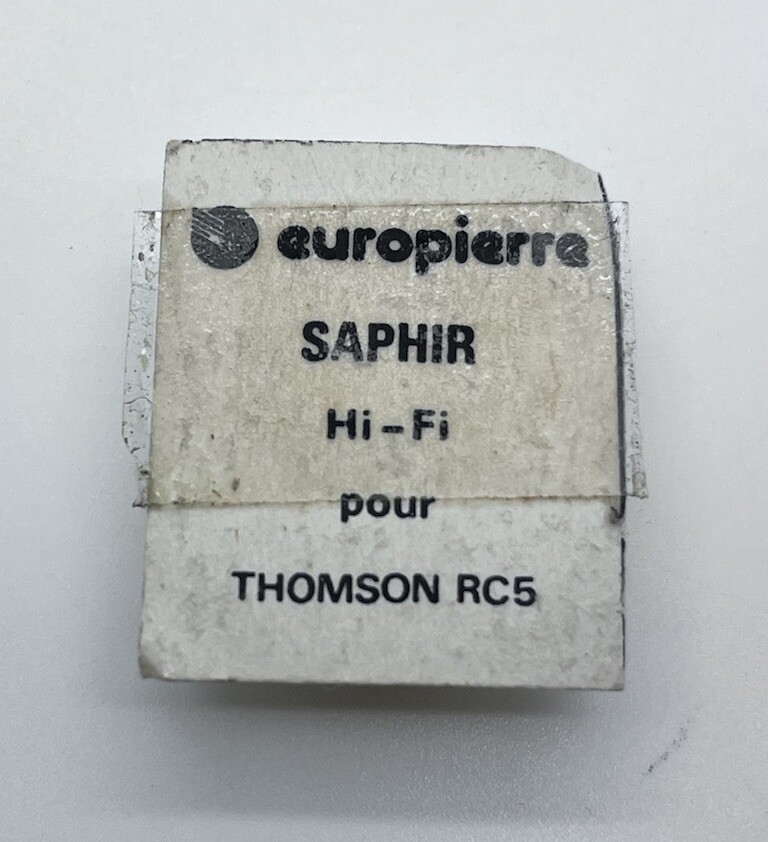 europierre
SAPHIR
Hi-Fi
pour
THOMSON RC5